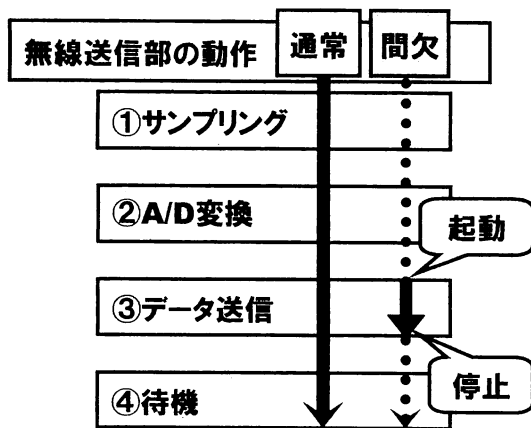 無線送信部の動作
通常
間欠
①サンプリング
②A/D変換
起動
③データ送信
停止
④待機